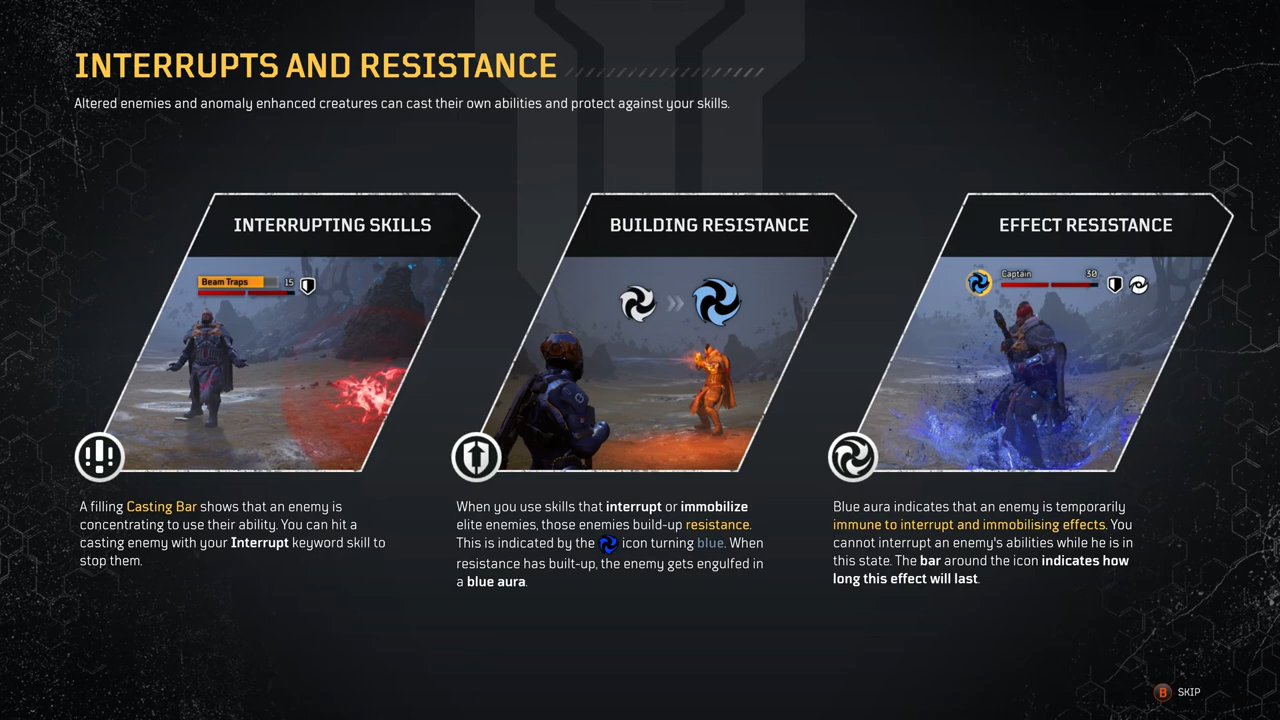 INTERRUPTS AND RESISTANCE
Altered enemies and anomaly enhanced creatures can cast their own abilities and protect against your skills.
INTERRUPTING SKILLS
Beam Traps 15
A filling Casting Bar shows that an enemy is
concentrating to use their ability. You can hit a
casting enemy with your Interrupt keyword skill to
stop them.
BUILDING RESISTANCE
When you use skills that interrupt or immobilize
elite enemies, those enemies build-up resistance.
This is indicated by the icon turning blue. When
resistance has built-up, the enemy gets engulfed in
a blue aura.
EFFECT RESISTANCE
Captain 30
Blue aura indicates that an enemy is temporarily
immune to interrupt and immobilising effects. You
cannot interrupt an enemy's abilities while he is in
this state. The bar around the icon indicates how
long this effect will last.
B SKIP